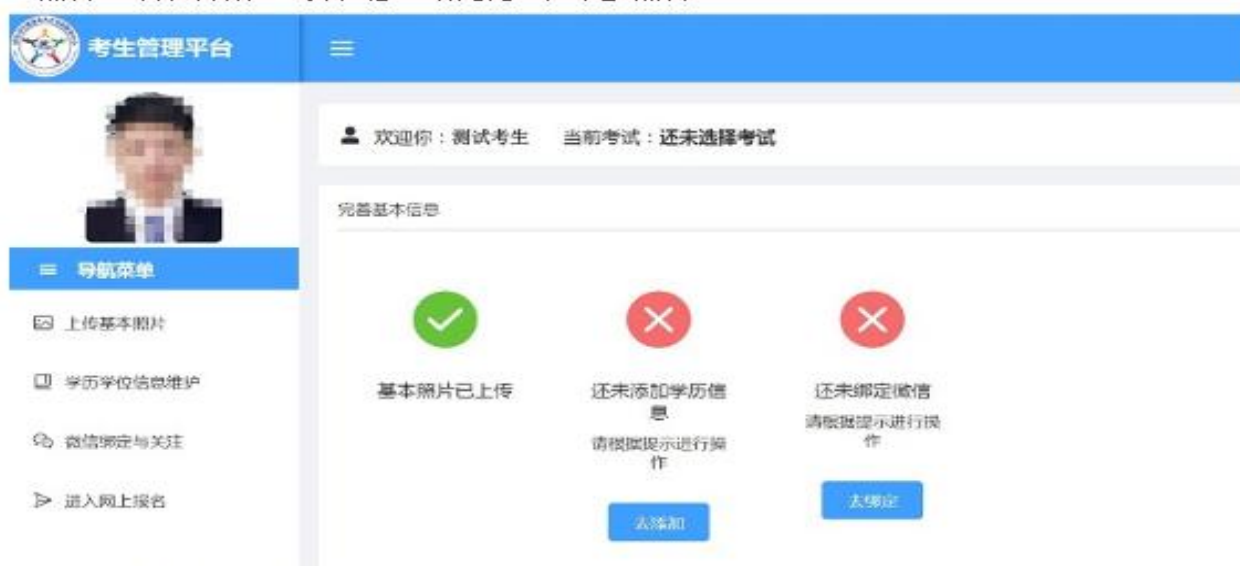 考生管理平台
欢迎你：测试考生 当前考试：还未选择考试
完善基本信息
导航菜单
上传基本照片
学历学位信息维护
微信绑定与关注
进入网上报名
基本照片已上传
还未添加学历信
息
请根据提示进行操
作
去添加
还未绑定微信
请根据提示进行操
作
去绑定